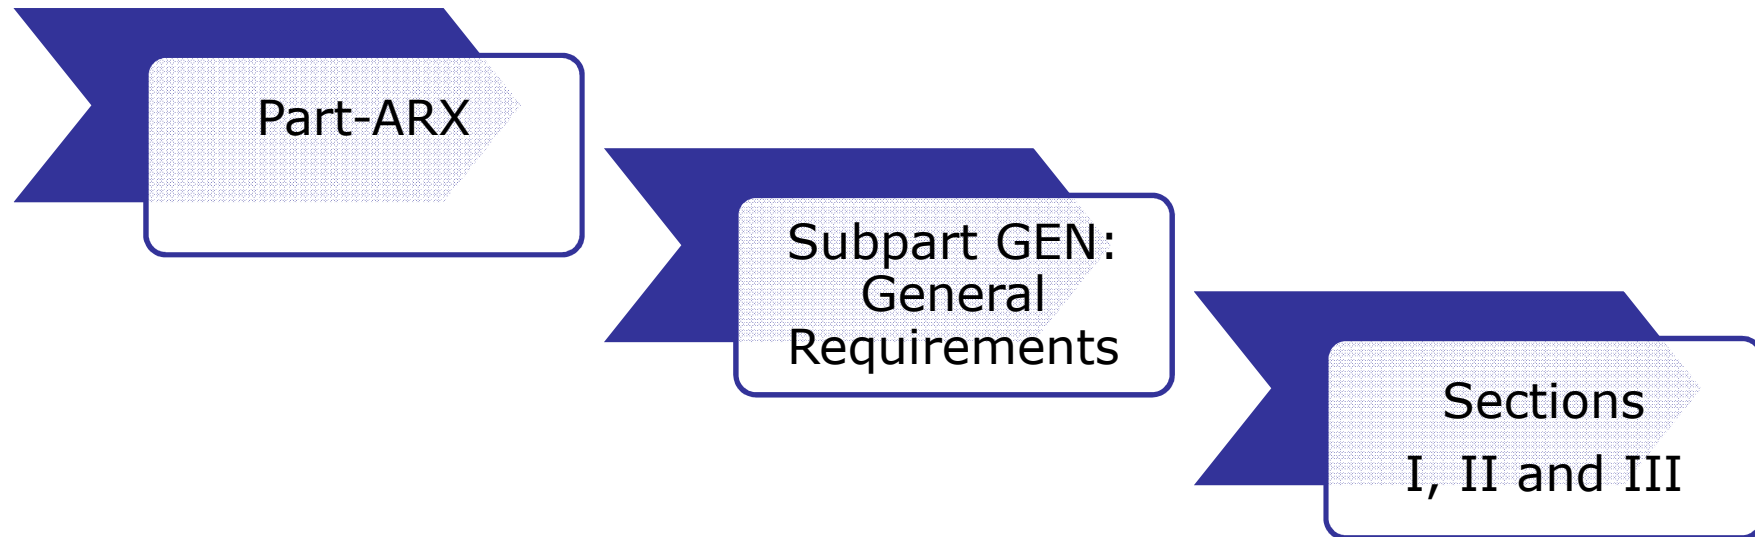 Part-ARX
Subpart GEN:
General
Requirements
Sections
I, II and III